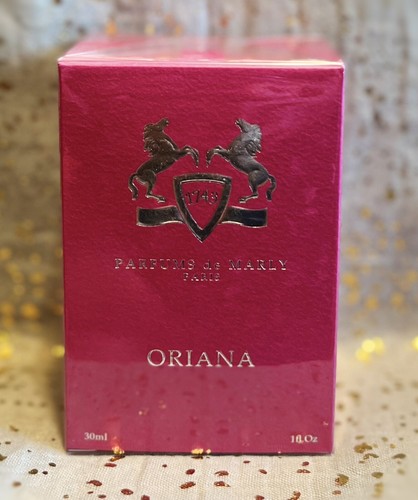 1743
PARFUMS de MARLY
PARIS
ORIANA
30ml
1fl.Oz